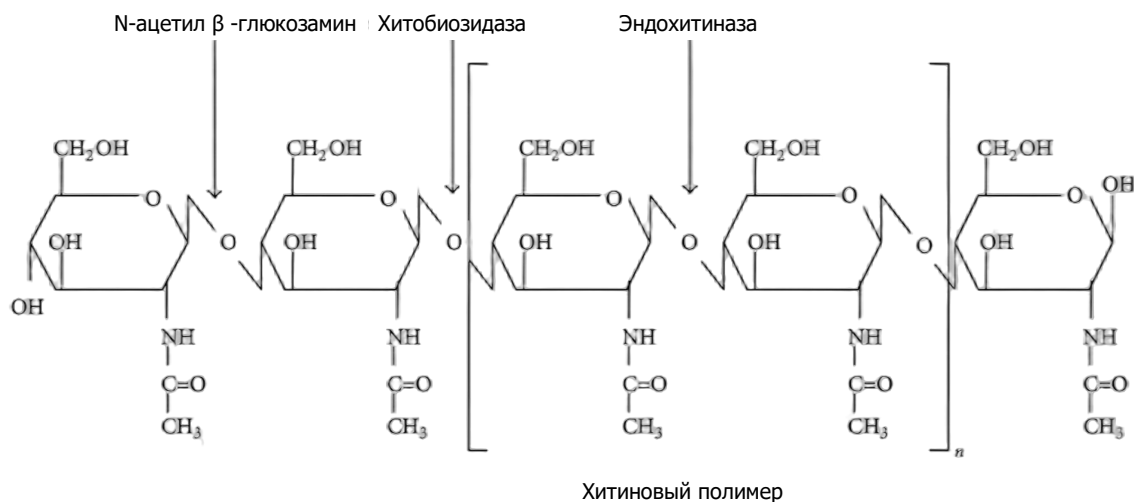 N-ацетил β -глюкозамин Хитобиозидаза Эндохитиназа
CH₂OH CH₂OH CH₂OH CH₂OH CH₂OH
OH
O O O O O
OH OH OH OH OH
O O O O
OH
NH NH NH NH NH
C=O C=O C=O C=O C=O
CH₃ CH₃ CH₃ CH₃ CH₃
n
Хитиновый полимер